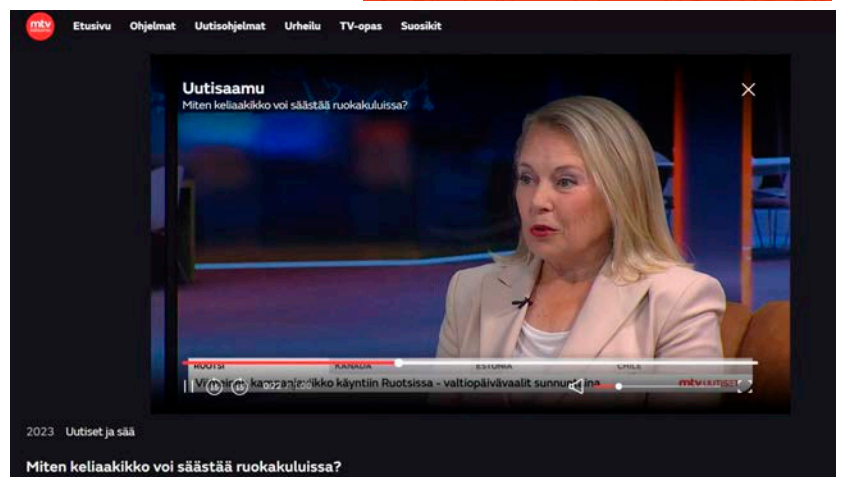 mtv
Etusivu Ohjelmat Uutisohjelmat Urheilu TV-opas Suosikit
Uutisaamu
Miten keliaakikko voi säästää ruokakuluissa?
RUOTSI KANADA ESTONIA CHILE
käyntiin Ruotsissa - valtiopäivävaalit mtv UUTISET
2023 Uutiset ja sää
Miten keliaakikko voi säästää ruokakuluissa?